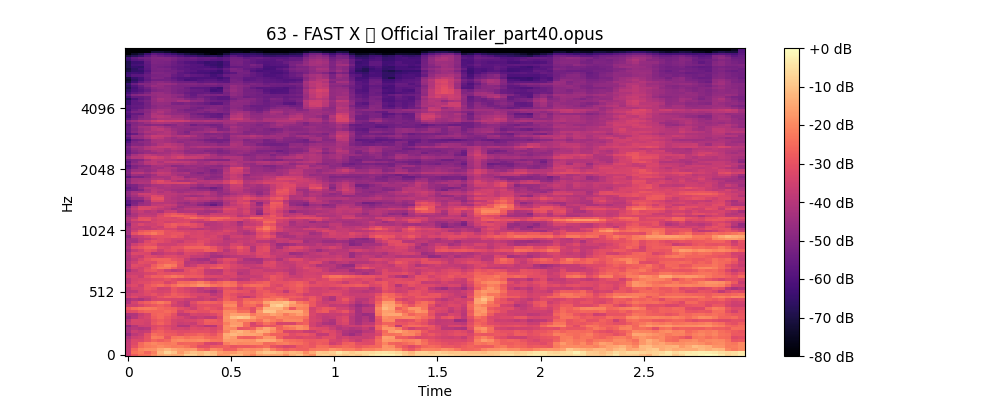 63 - FAST X ▯ Official Trailer_part40.opus
Hz
4096
2048
1024
512
0
0
0.5
1
1.5
2
2.5
Time
+0 dB
-10 dB
-20 dB
-30 dB
-40 dB
-50 dB
-60 dB
-70 dB
-80 dB